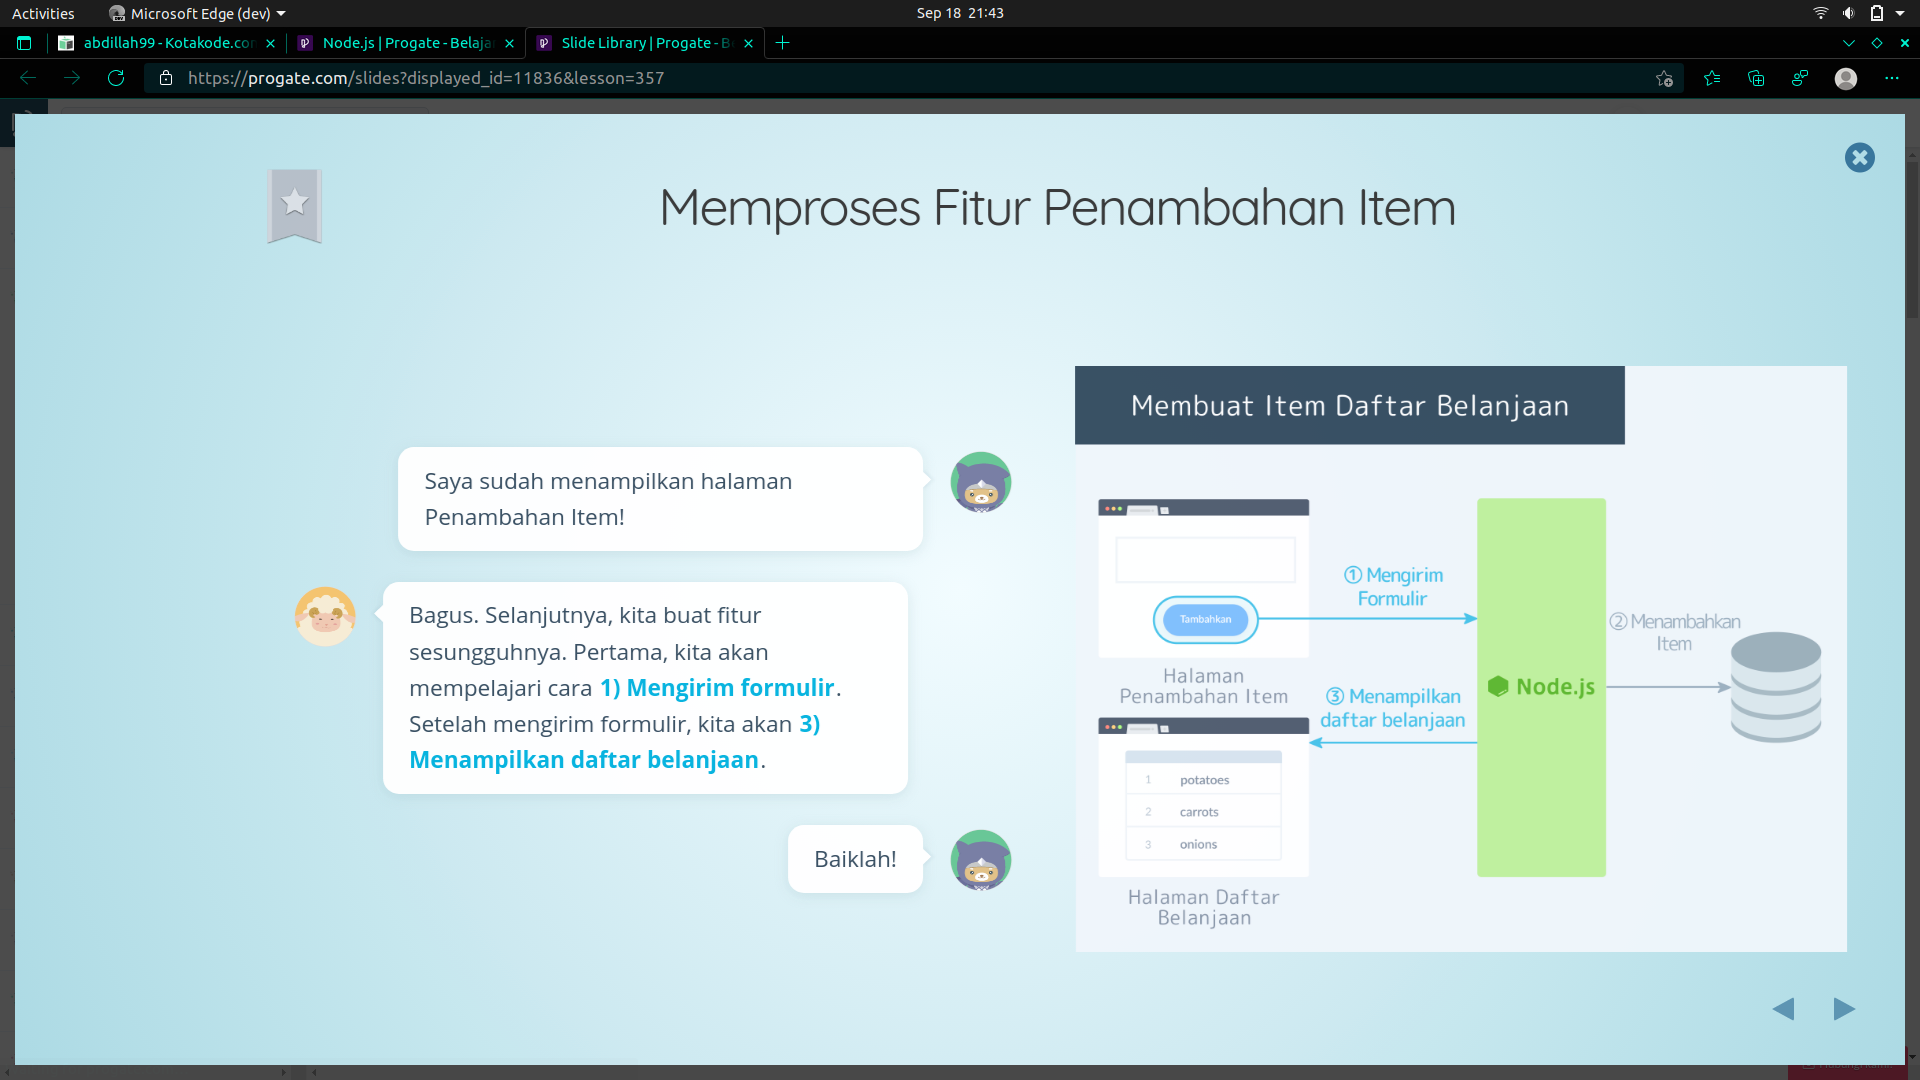 Activities
Microsoft Edge (dev)
Sep 18 21:43
abdillah99 - Kotakode.com
Node.js | Progate - Belaja
Slide Library | Progate - B
https://progate.com/slides?displayed_id=11836&lesson=357
Memproses Fitur Penambahan Item
Saya sudah menampilkan halaman
Penambahan Item!
Bagus. Selanjutnya, kita buat fitur
sesungguhnya. Pertama, kita akan
mempelajari cara 1) Mengirim formulir.
Setelah mengirim formulir, kita akan 3)
Menampilkan daftar belanjaan.
Baiklah!
Membuat Item Daftar Belanjaan
Tambahkan
Halaman
Penambahan Item
① Mengirim
Formulir
② Menambahkan
Item
Node.js
③ Menampilkan
daftar belanjaan
1 potatoes
2 carrots
3 onions
Halaman Daftar
Belanjaan